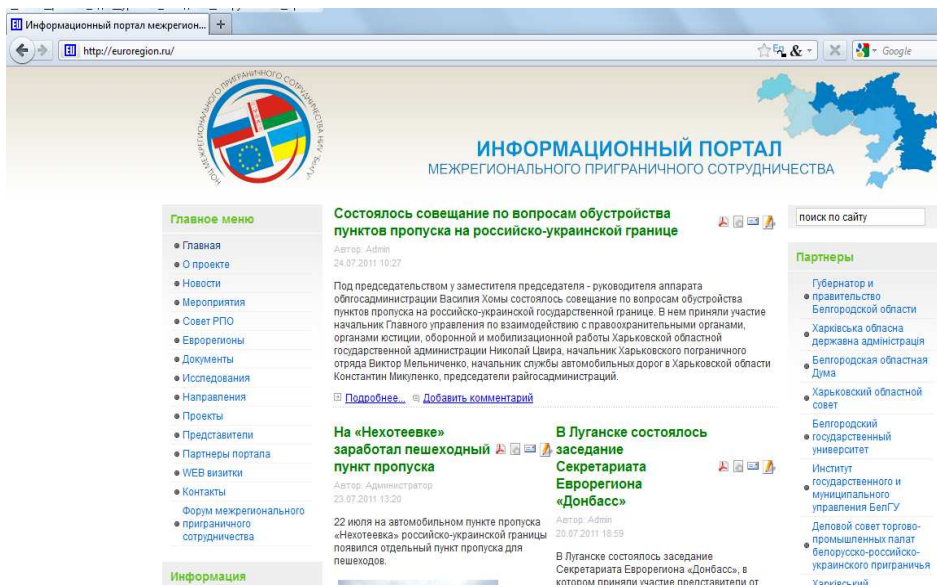 Информационный портал межрегион...
http://euroregion.ru/
Google
НОЦ МЕЖРЕГИОНАЛЬНОГО ПРИГРАНИЧНОГО СОТРУДНИЧЕСТВА НИУ "БелГУ"
ИНФОРМАЦИОННЫЙ ПОРТАЛ
МЕЖРЕГИОНАЛЬНОГО ПРИГРАНИЧНОГО СОТРУДНИЧЕСТВА
Главное меню
Главная
О проекте
Новости
Мероприятия
Совет РПО
Еврорегионы
Документы
Исследования
Направления
Проекты
Представители
Партнеры портала
WEB визитки
Контакты
Форум межрегионального
приграничного
сотрудничества
Информация
Состоялось совещание по вопросам обустройства
пунктов пропуска на российско-украинской границе
Автор: Admin
24.07.2011 10:27
Под председательством у заместителя председателя - руководителя аппарата
облгосадминистрации Василия Хомы состоялось совещание по вопросам обустройства
пунктов пропуска на российско-украинской государственной границе. В нем приняли участие
начальник Главного управления по взаимодействию с правоохранительными органами,
органами юстиции, оборонной и мобилизационной работы Харьковской областной
государственной администрации Николай Цвира, начальник Харьковского пограничного
отряда Виктор Мельниченко, начальник службы автомобильных дорог в Харьковской области
Константин Микуленко, председатели райгосадминистраций.
Подробнее... Добавить комментарий
На «Нехотеевке»
заработал пешеходный
пункт пропуска
Автор: Администратор
23.07.2011 13:20
22 июля на автомобильном пункте пропуска
«Нехотеевка» российско-украинской границы
появился отдельный пункт пропуска для
пешеходов.
В Луганске состоялось
заседание
Секретариата
Еврорегиона
«Донбасс»
Автор: Admin
20.07.2011 18:59
В Луганске состоялось заседание
Секретариата Еврорегиона «Донбасс», в
котором приняли участие представители от
поиск по сайту
Партнеры
Губернатор и
правительство
Белгородской области
Харківська обласна
державна адміністрація
Белгородская областная
Дума
Харьковский областной
совет
Белгородский
государственный
университет
Институт
государственного и
муниципального
управления БелГУ
Деловой совет торгово-
промышленных палат
белорусско-российско-
украинского приграничья
Харківський